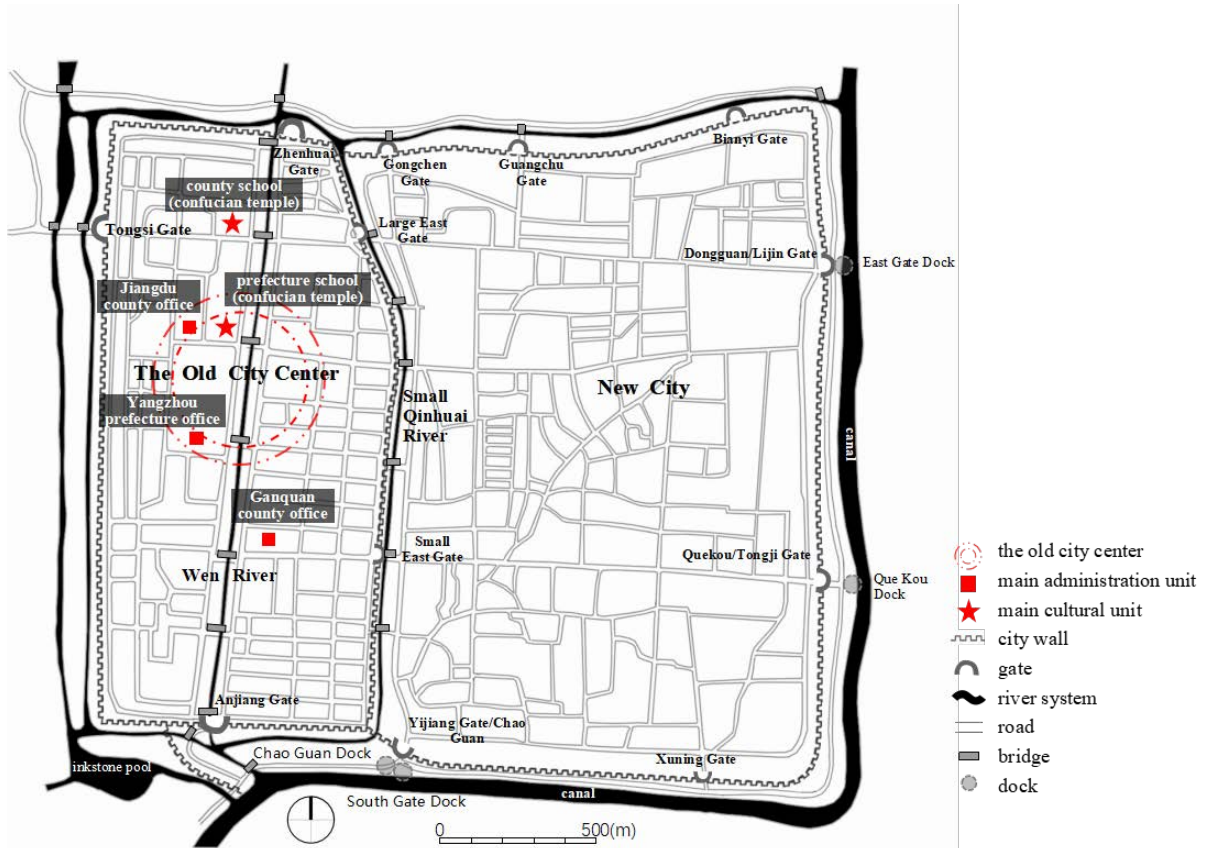 Bianyi Gate
Zhenhuai
Gate
Gongchen
Gate
Guangchu
Gate
county school
(confucian temple)
Tongsi Gate
Large East
Gate
Dongguan/Lijin Gate
East Gate Dock
Jiangdu
county office
prefecture school
(confucian temple)
The Old City Center
New City
Small
Qinhuai
River
Yangzhou
prefecture office
canal
Ganquan
county office
Small
East Gate
Quekou/Tongji Gate
Que Kou
Dock
Wen River
Anjiang Gate
Yijiang Gate/Chao
Guan
Chao Guan Dock
Xuning Gate
inkstone pool
canal
South Gate Dock
0
500(m)
the old city center
main administration unit
main cultural unit
city wall
gate
river system
road
bridge
dock